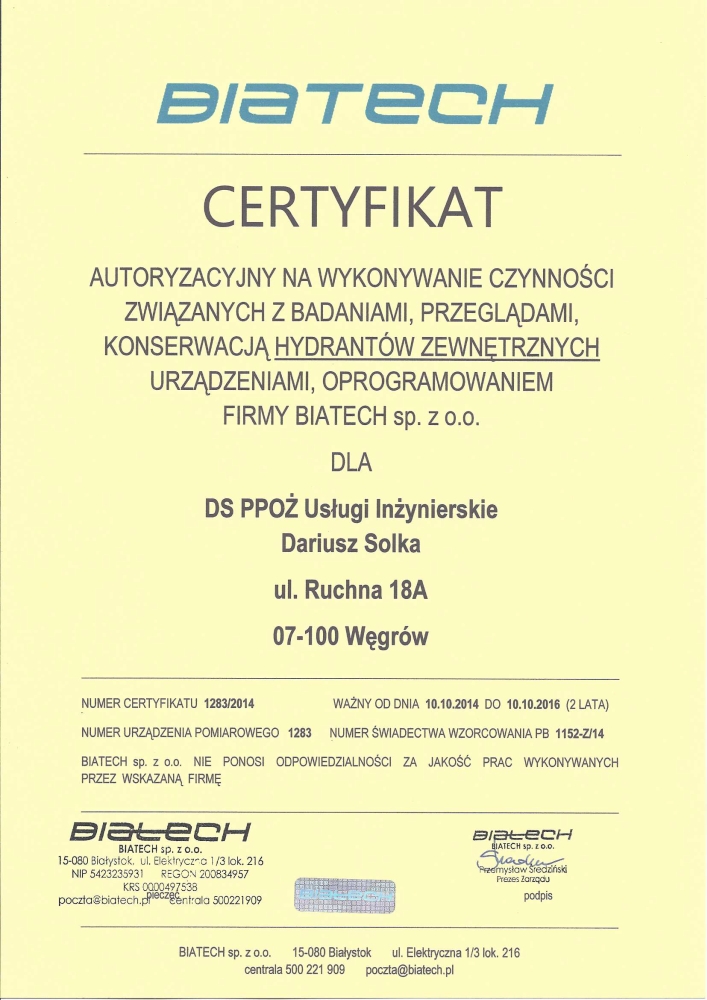 BIATECH
CERTYFIKAT
AUTORYZACYJNY NA WYKONYWANIE CZYNNOŚCI
ZWIĄZANYCH Z BADANIAMI, PRZEGLĄDAMI,
KONSERWACJĄ HYDRANTÓW ZEWNĘTRZNYCH
URZĄDZENIAMI, OPROGRAMOWANIEM
FIRMY BIATECH sp. z o.o.
DLA
DS PPOŻ Usługi Inżynierskie
Dariusz Solka
ul. Ruchna 18A
07-100 Węgrów
NUMER CERTYFIKATU 1283/2014 WAŻNY OD DNIA 10.10.2014 DO 10.10.2016 (2 LATA)
NUMER URZĄDZENIA POMIAROWEGO 1283 NUMER ŚWIADECTWA WZORCOWANIA PB 1152-Z/14
BIATECH sp. z o.o. NIE PONOSI ODPOWIEDZIALNOŚCI ZA JAKOŚĆ PRAC WYKONYWANYCH
PRZEZ WSKAZANĄ FIRMĘ
BIATECH
BIATECH sp. z o.o.
15-080 Białystok, ul. Elektryczna 1/3 lok. 216
NIP 5423235931 REGON 200834957
KRS 0000497538
poczta@biatech.pl centrala 500221909
pieczęć
BIATECH
BIATECH sp. z o.o.
Przemysław Średziński
Prezes Zarządu
podpis
BIATECH sp. z o.o. 15-080 Białystok ul. Elektryczna 1/3 lok. 216
centrala 500 221 909 poczta@biatech.pl